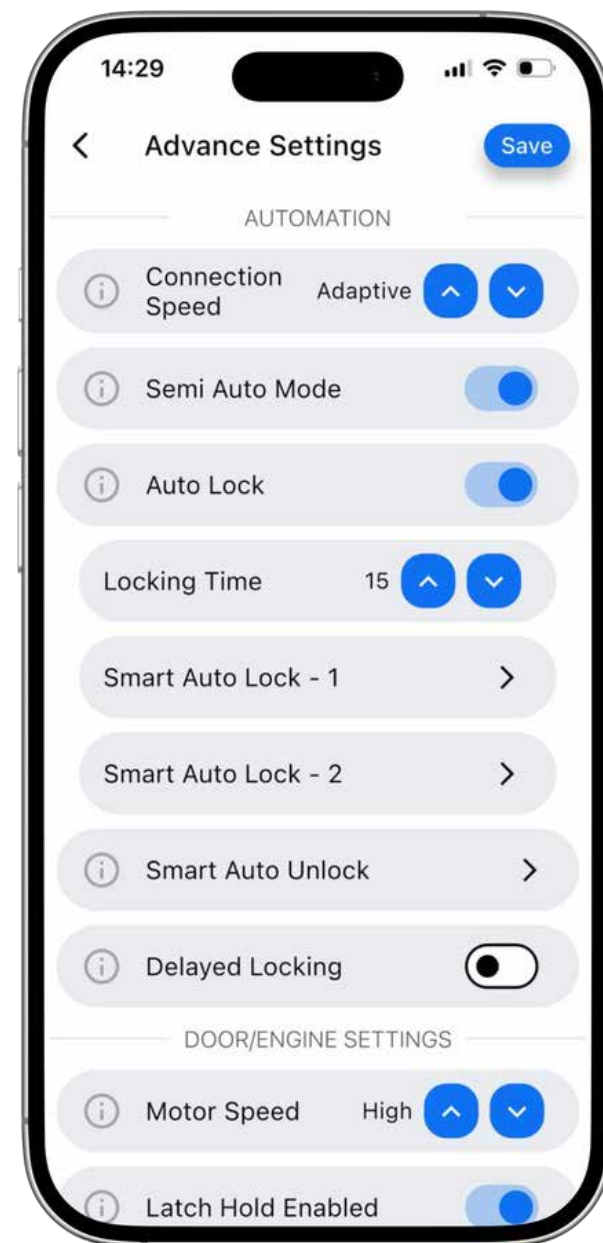 14:29
Advance Settings
Save
AUTOMATION
Connection
Speed
Adaptive
Semi Auto Mode
Auto Lock
Locking Time
15
Smart Auto Lock - 1
Smart Auto Lock - 2
Smart Auto Unlock
Delayed Locking
DOOR/ENGINE SETTINGS
Motor Speed
High
Latch Hold Enabled